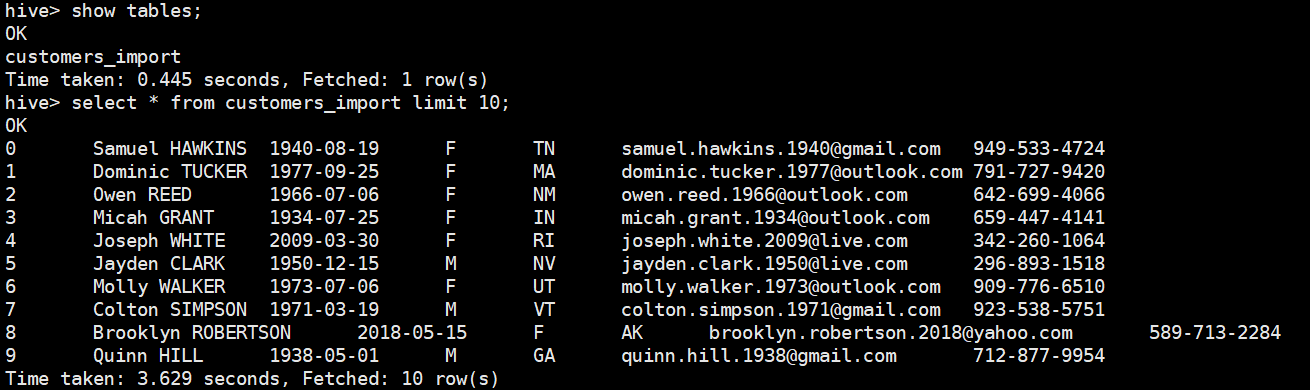 hive> show tables;
OK
customers_import
Time taken: 0.445 seconds, Fetched: 1 row(s)
hive> select * from customers_import limit 10;
OK
0	Samuel HAWKINS	1940-08-19	F	TN	samuel.hawkins.1940@gmail.com	949-533-4724
1	Dominic TUCKER	1977-09-25	F	MA	dominic.tucker.1977@outlook.com	791-727-9420
2	Owen REED	1966-07-06	F	NM	owen.reed.1966@outlook.com	642-699-4066
3	Micah GRANT	1934-07-25	F	IN	micah.grant.1934@outlook.com	659-447-4141
4	Joseph WHITE	2009-03-30	F	RI	joseph.white.2009@live.com	342-260-1064
5	Jayden CLARK	1950-12-15	M	NV	jayden.clark.1950@live.com	296-893-1518
6	Molly WALKER	1973-07-06	F	UT	molly.walker.1973@outlook.com	909-776-6510
7	Colton SIMPSON	1971-03-19	M	VT	colton.simpson.1971@gmail.com	923-538-5751
8	Brooklyn ROBERTSON	2018-05-15	F	AK	brooklyn.robertson.2018@yahoo.com	589-713-2284
9	Quinn HILL	1938-05-01	M	GA	quinn.hill.1938@gmail.com	712-877-9954
Time taken: 3.629 seconds, Fetched: 10 row(s)